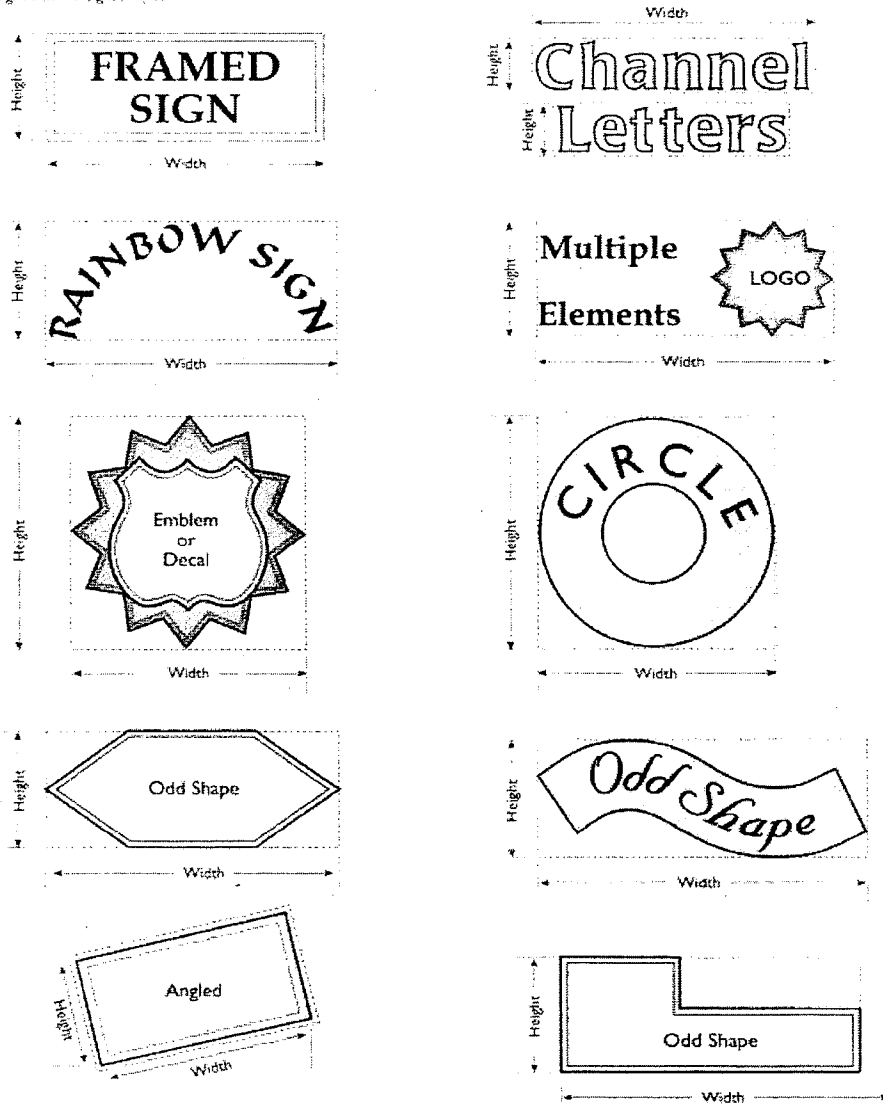 Width
Height
FRAMED
SIGN
Width
Height
Channel
Height
Letters
Height
RAINBOW SIGN
Width
Height
Multiple
LOGO
Elements
Width
Height
Emblem
or
Decal
Width
Height
CIRCLE
Width
Height
Odd Shape
Width
Height
Odd Shape
Width
Height
Angled
Width
Height
Odd Shape
Width